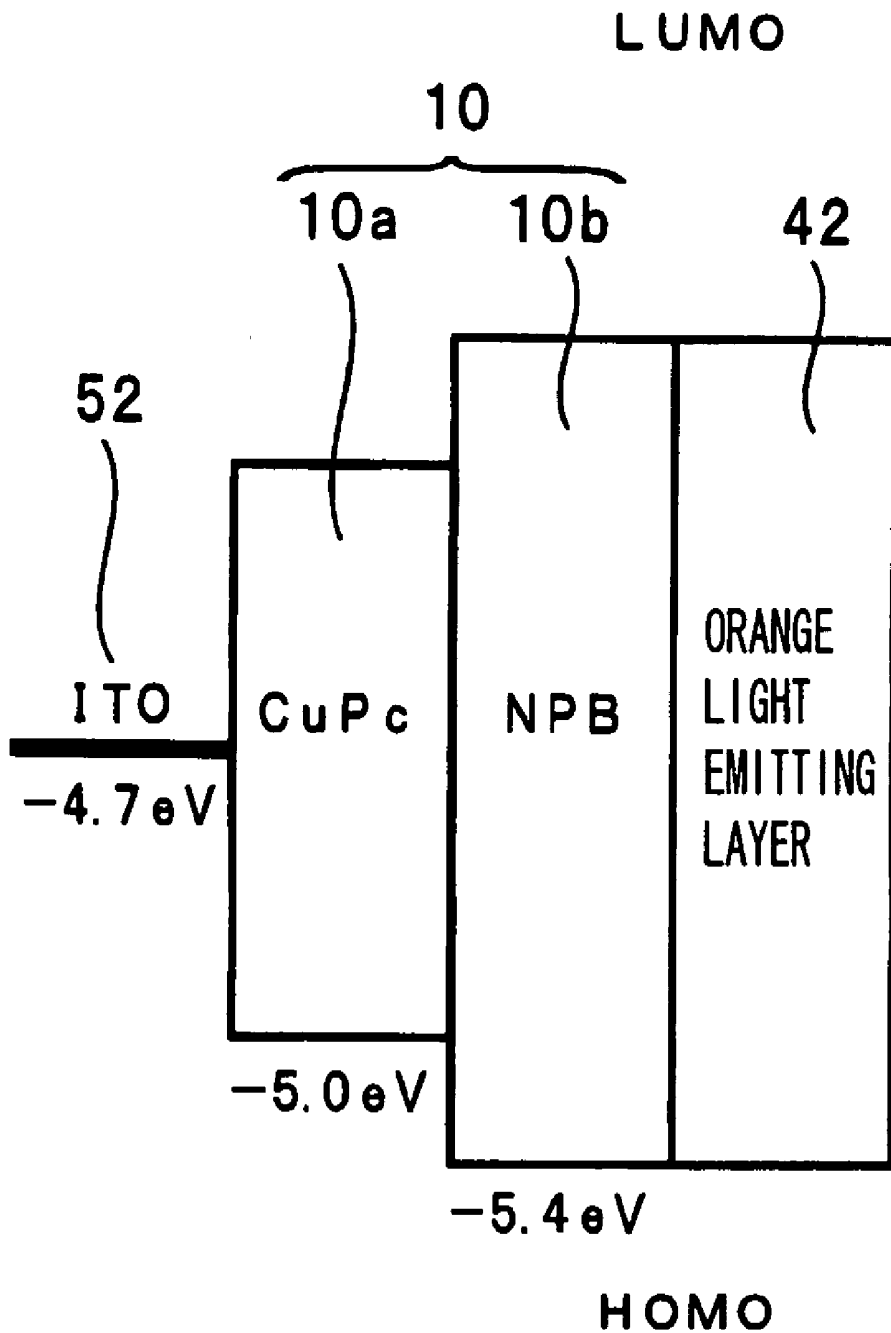 LUMO
10
10a 10b 42
52
ITO
CuPc
NPB
ORANGE
LIGHT
EMITTING
LAYER
−4.7eV
−5.0eV
−5.4eV
HOMO